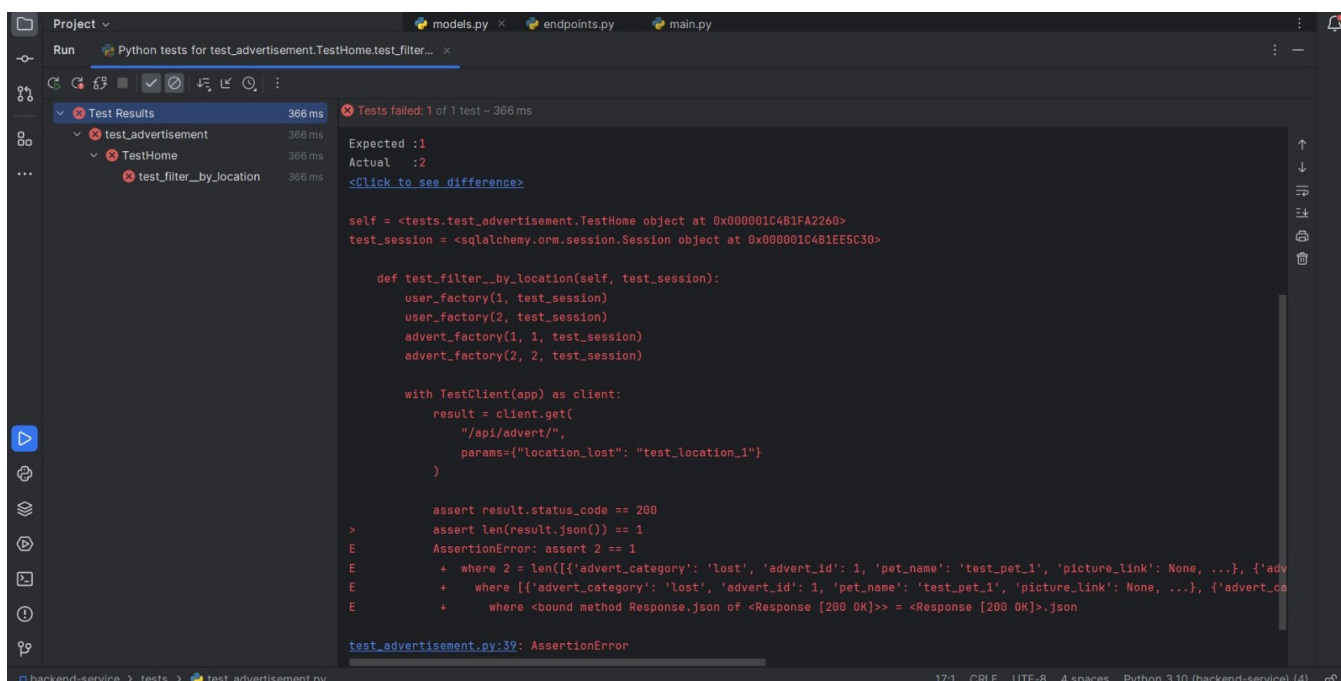 Project
models.py
endpoints.py
main.py
Run
Python tests for test_advertisement.TestHome.test_filter...
Test Results 366 ms
test_advertisement 366 ms
TestHome 366 ms
test_filter__by_location 366 ms
Tests failed: 1 of 1 test – 366 ms
Expected :1
Actual   :2
<Click to see difference>
self = <tests.test_advertisement.TestHome object at 0x000001C4B1FA2260>
test_session = <sqlalchemy.orm.session.Session object at 0x000001C4B1EE5C30>
    def test_filter__by_location(self, test_session):
        user_factory(1, test_session)
        user_factory(2, test_session)
        advert_factory(1, 1, test_session)
        advert_factory(2, 2, test_session)
        with TestClient(app) as client:
            result = client.get(
                "/api/advert/",
                params={"location_lost": "test_location_1"}
            )
            assert result.status_code == 200
>           assert len(result.json()) == 1
E           AssertionError: assert 2 == 1
E            +  where 2 = len([{'advert_category': 'lost', 'advert_id': 1, 'pet_name': 'test_pet_1', 'picture_link': None, ...}, {'adv
E            +    where [{'advert_category': 'lost', 'advert_id': 1, 'pet_name': 'test_pet_1', 'picture_link': None, ...}, {'advert_ca
E            +      where <bound method Response.json of <Response [200 OK]>> = <Response [200 OK]>.json
test_advertisement.py:39: AssertionError
backend-service > tests > test_advertisement.py
17:1 CRLF UTF-8 4 spaces Python 3.10 (backend-service) (4)